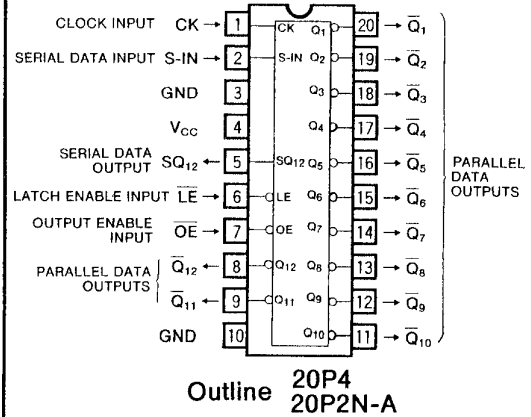 CLOCK INPUT CK → 1 CK Q1 20 → Q̅1
SERIAL DATA INPUT S-IN → 2 S-IN Q2 19 → Q̅2
GND 3 Q3 18 → Q̅3
VCC 4 Q4 17 → Q̅4
SERIAL DATA OUTPUT SQ12 ← 5 SQ12 Q5 16 → Q̅5
LATCH ENABLE INPUT L̅E̅ → 6 LE Q6 15 → Q̅6
OUTPUT ENABLE INPUT O̅E̅ → 7 OE Q7 14 → Q̅7
PARALLEL DATA OUTPUTS
Q̅12 ← 8 Q12 Q8 13 → Q̅8
Q̅11 ← 9 Q11 Q9 12 → Q̅9
GND 10 Q10 11 → Q̅10
PARALLEL
DATA
OUTPUTS
Outline 20P4
20P2N-A